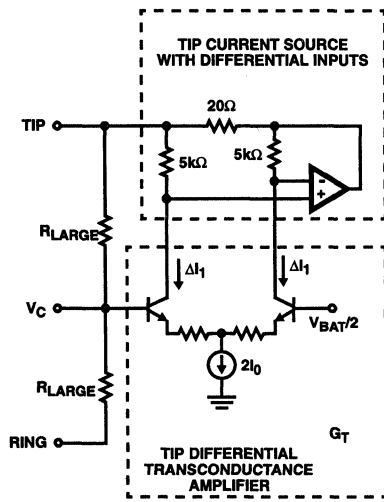 TIP CURRENT SOURCE
WITH DIFFERENTIAL INPUTS
20Ω
TIP
5kΩ
5kΩ
-
+
RLARGE
ΔI1
ΔI1
VC
VBAT/2
2I0
RLARGE
GT
RING
TIP DIFFERENTIAL
TRANSCONDUCTANCE
AMPLIFIER